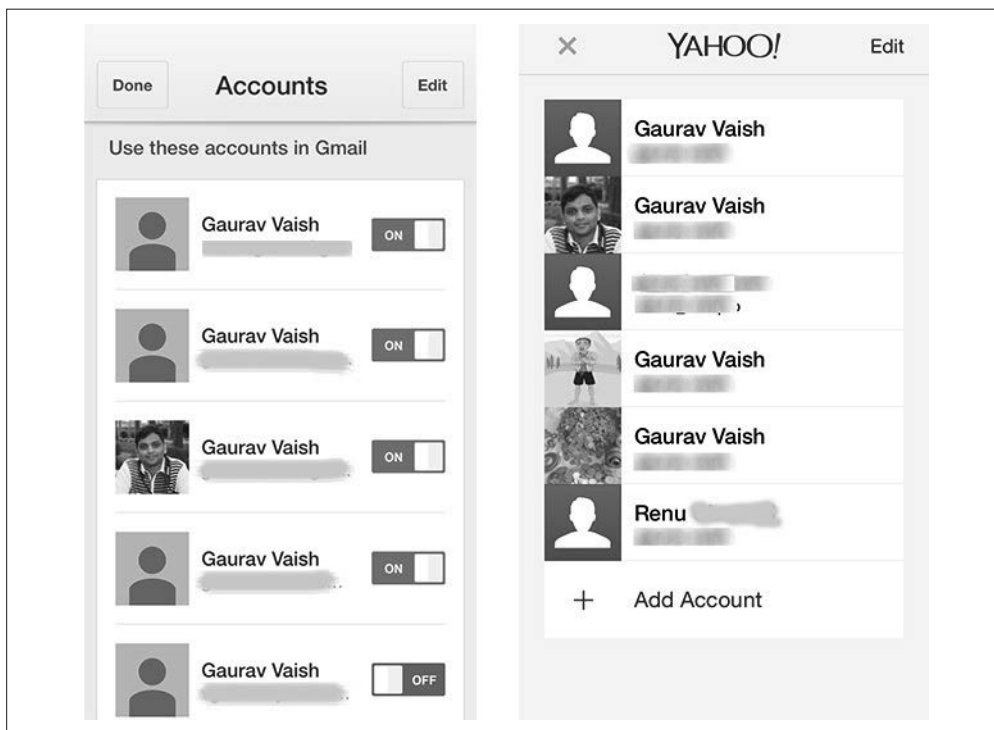 Done
Accounts
Edit
Use these accounts in Gmail
Gaurav Vaish
ON
Gaurav Vaish
ON
Gaurav Vaish
ON
Gaurav Vaish
ON
Gaurav Vaish
OFF
×
YAHOO!
Edit
Gaurav Vaish
Gaurav Vaish
Gaurav Vaish
Gaurav Vaish
Renu
+ Add Account